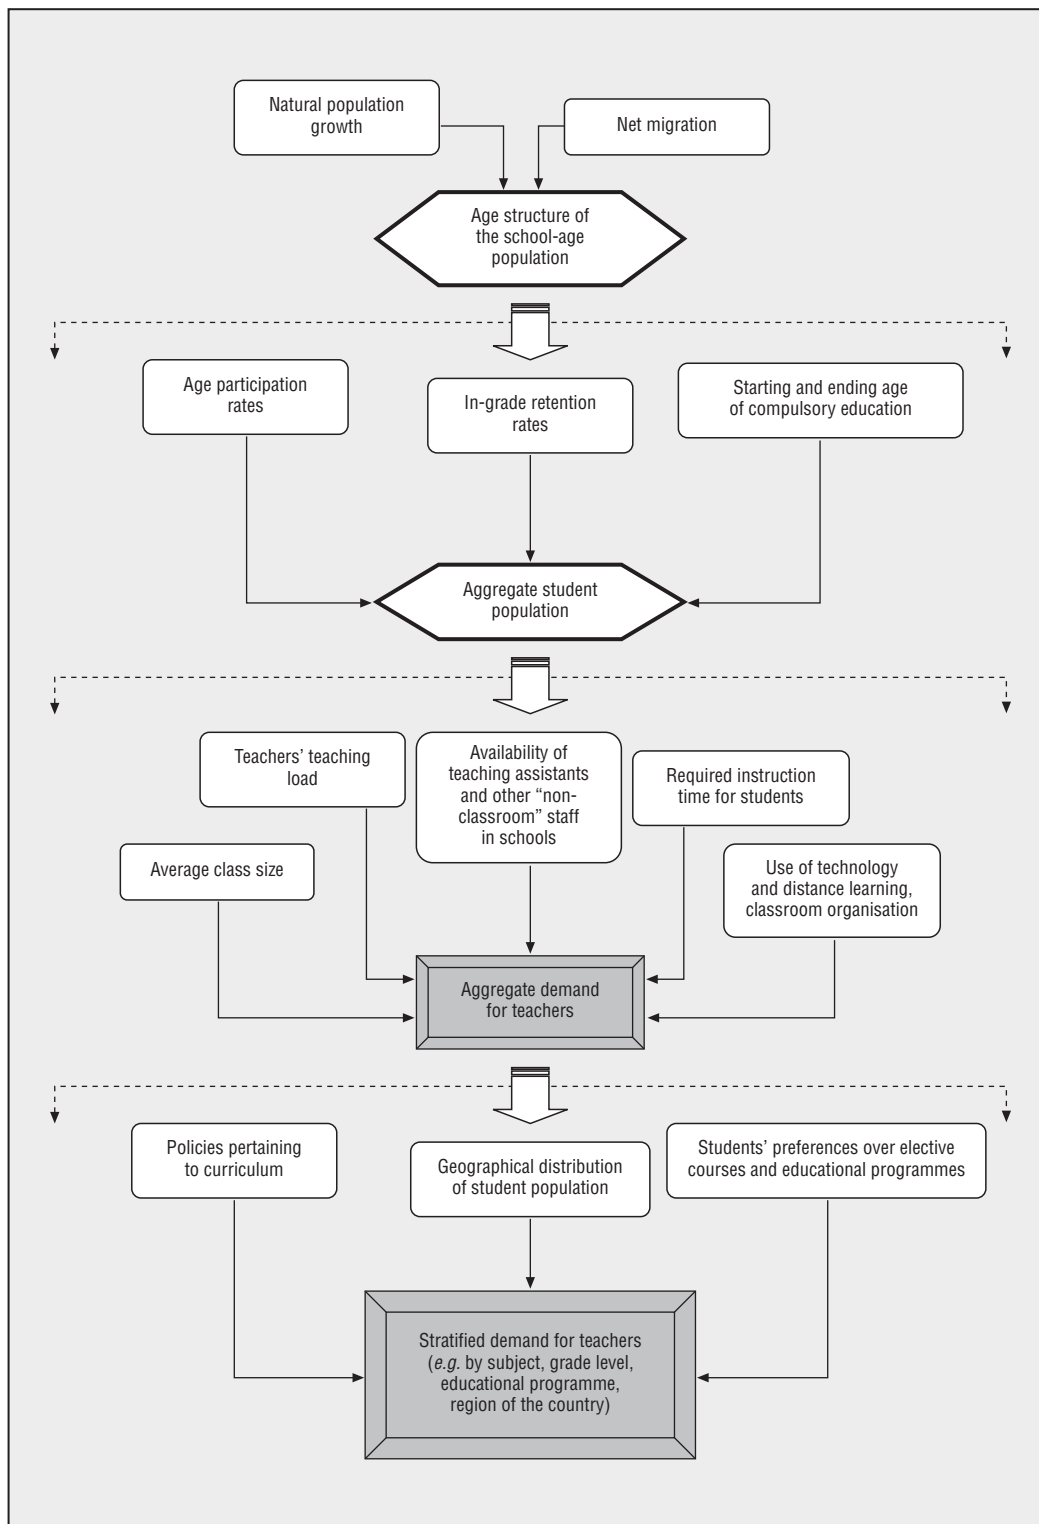 Natural population
growth
Net migration
Age structure of
the school-age
population
Age participation
rates
In-grade retention
rates
Starting and ending age
of compulsory education
Aggregate student
population
Teachers’ teaching
load
Availability of
teaching assistants
and other “non-
classroom” staff
in schools
Required instruction
time for students
Average class size
Use of technology
and distance learning,
classroom organisation
Aggregate demand
for teachers
Policies pertaining
to curriculum
Geographical distribution
of student population
Students’ preferences over elective
courses and educational programmes
Stratified demand for teachers
(e.g. by subject, grade level,
educational programme,
region of the country)